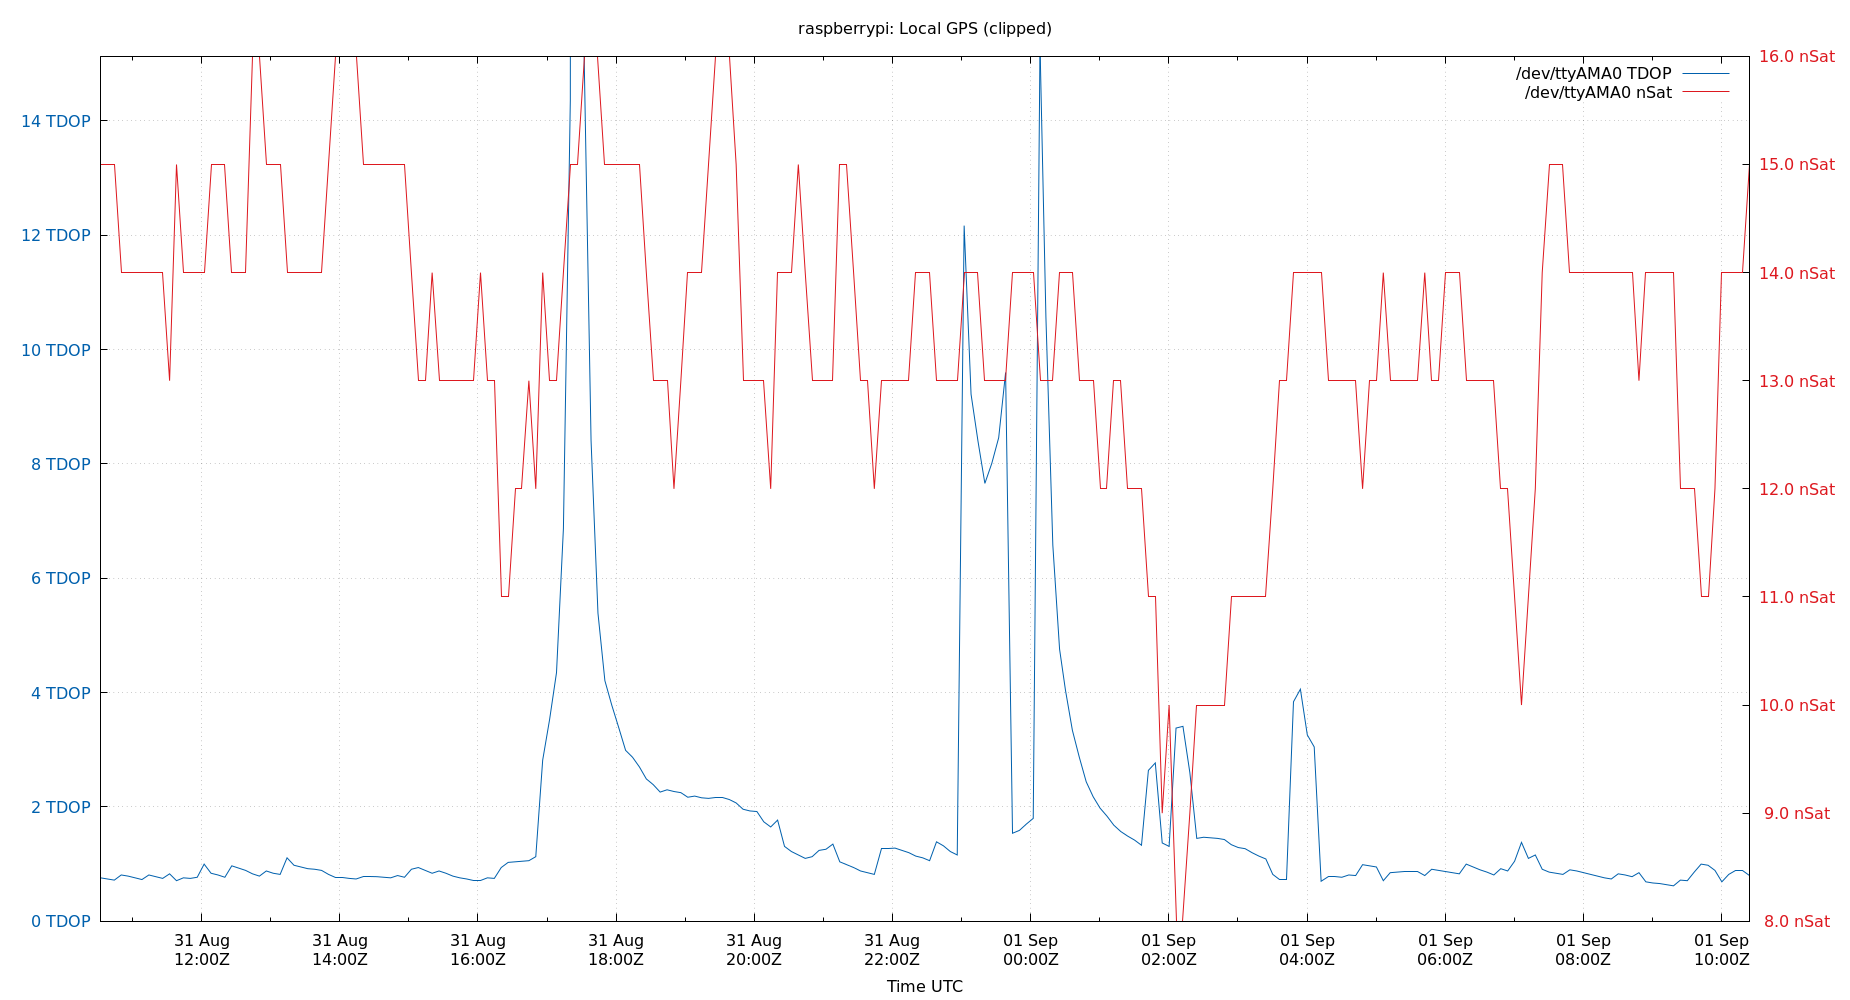 raspberrypi: Local GPS (clipped)
/dev/ttyAMA0 TDOP
/dev/ttyAMA0 nSat
14 TDOP
12 TDOP
10 TDOP
8 TDOP
6 TDOP
4 TDOP
2 TDOP
0 TDOP
16.0 nSat
15.0 nSat
14.0 nSat
13.0 nSat
12.0 nSat
11.0 nSat
10.0 nSat
9.0 nSat
8.0 nSat
31 Aug
12:00Z
31 Aug
14:00Z
31 Aug
16:00Z
31 Aug
18:00Z
31 Aug
20:00Z
31 Aug
22:00Z
01 Sep
00:00Z
01 Sep
02:00Z
01 Sep
04:00Z
01 Sep
06:00Z
01 Sep
08:00Z
01 Sep
10:00Z
Time UTC